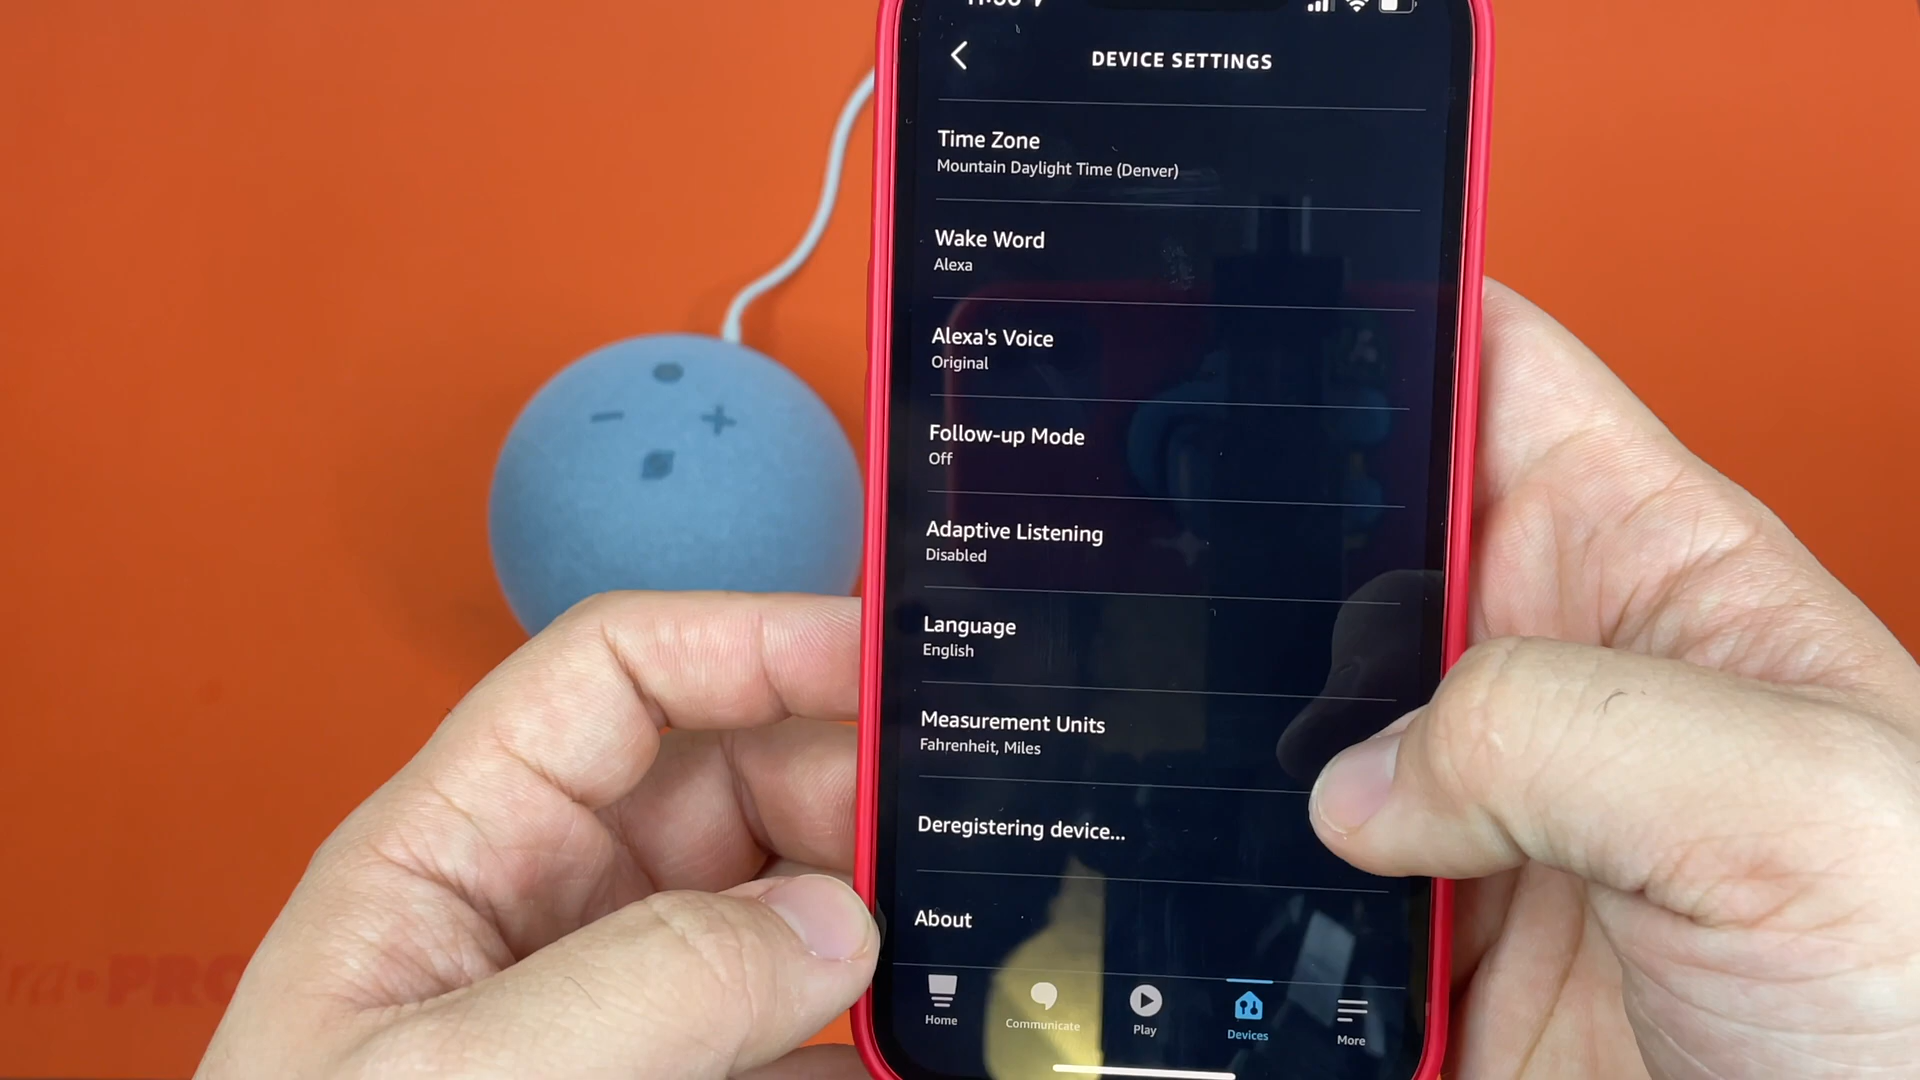 DEVICE SETTINGS
Time Zone
Mountain Daylight Time (Denver)
Wake Word
Alexa
Alexa's Voice
Original
Follow-up Mode
Off
Adaptive Listening
Disabled
Language
English
Measurement Units
Fahrenheit, Miles
Deregistering device...
About
Home
Communicate
Play
Devices
More